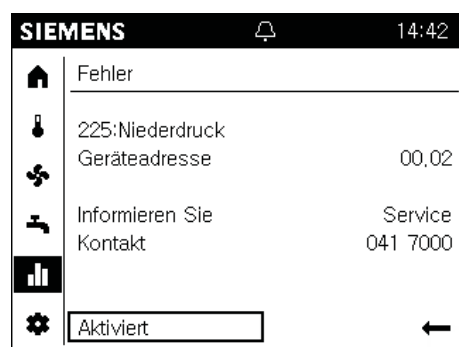 SIEMENS 14:42
Fehler
225:Niederdruck
Geräteadresse 00,02
Informieren Sie Service
Kontakt 041 7000
Aktiviert